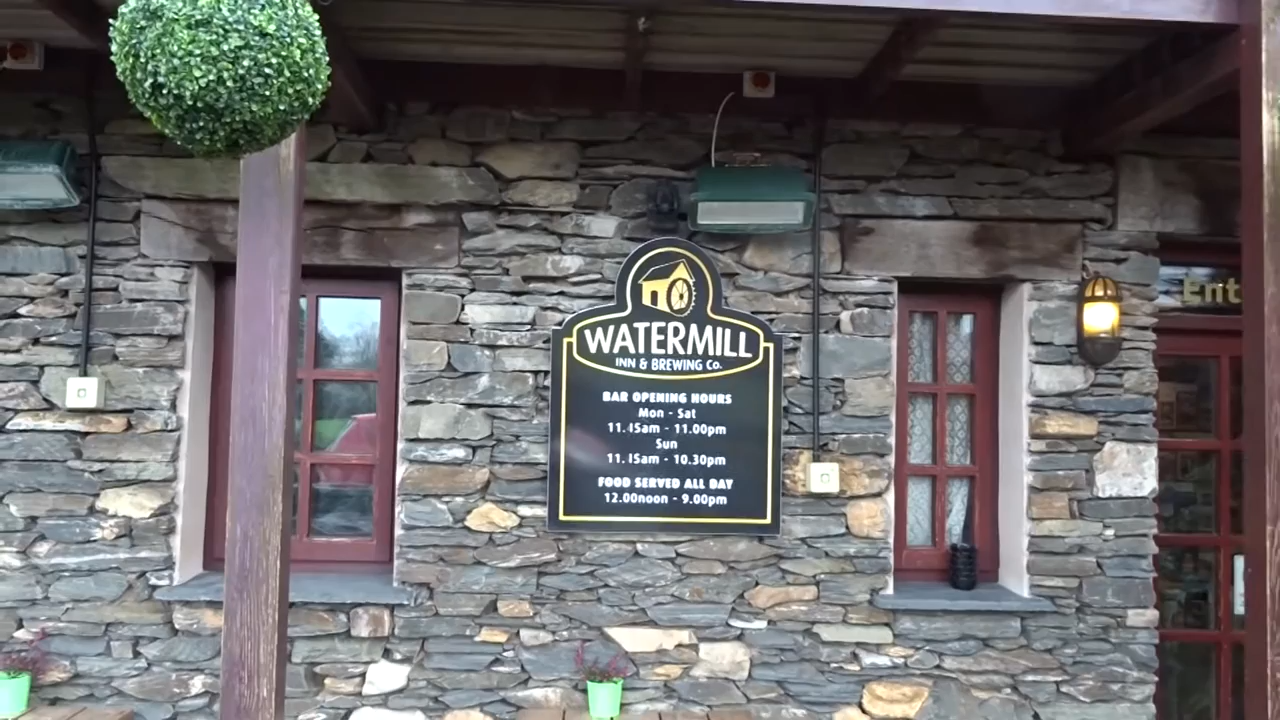 WATERMILL
INN & BREWING Co.
BAR OPENING HOURS
Mon - Sat
11.15am - 11.00pm
Sun
11.15am - 10.30pm
FOOD SERVED ALL DAY
12.00noon - 9.00pm
Ent